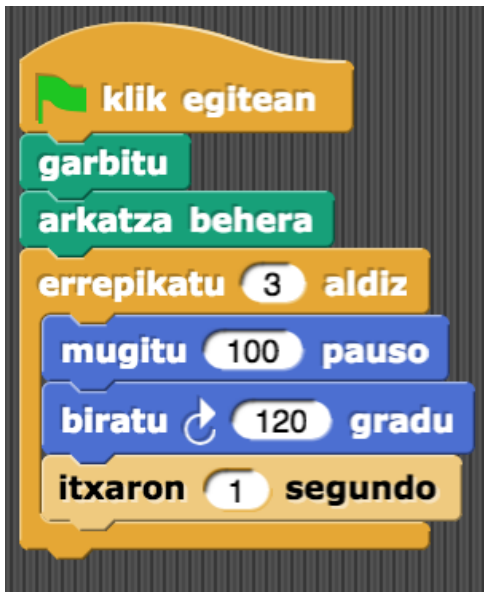 klik egitean
garbitu
arkatza behera
errepikatu 3 aldiz
mugitu 100 pauso
biratu 120 gradu
itxaron 1 segundo